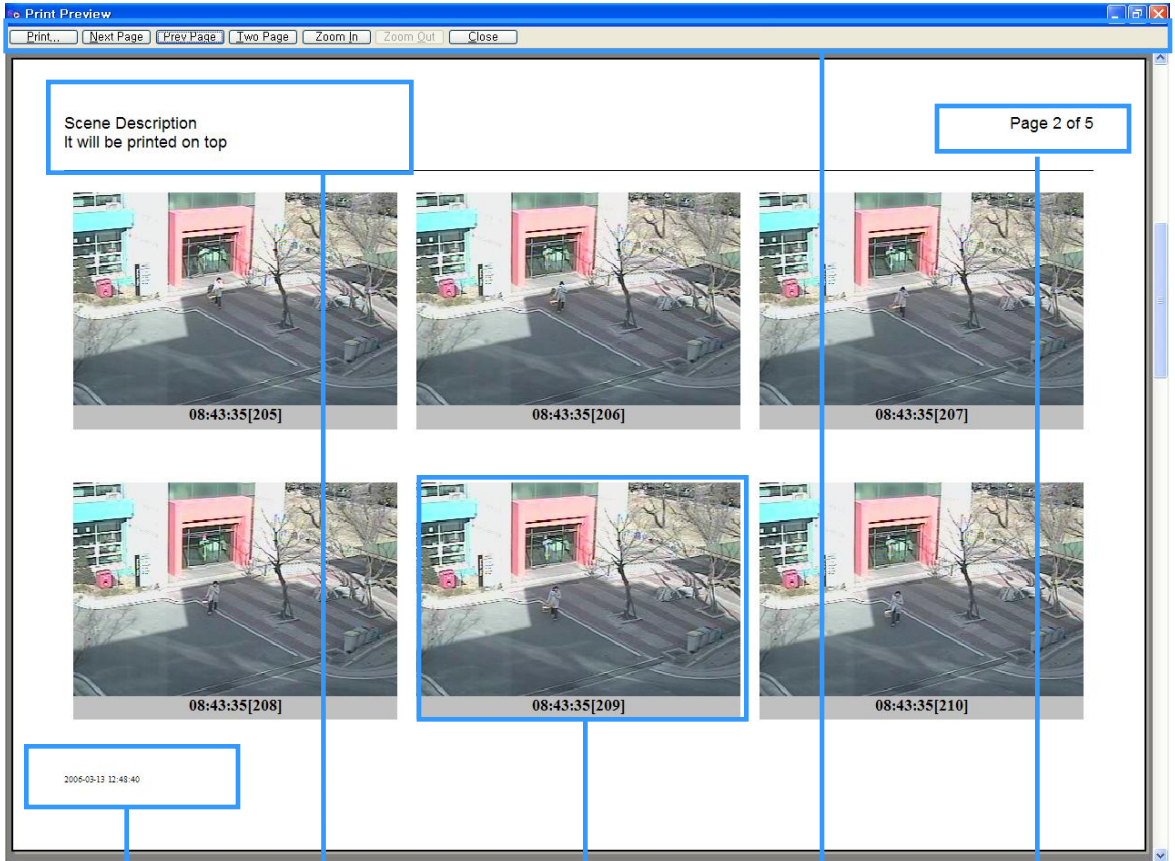 Print Preview
Print... Next Page Prev Page Two Page Zoom In Zoom Out Close
Scene Description
It will be printed on top
Page 2 of 5
08:43:35[205] 08:43:35[206] 08:43:35[207]
08:43:35[208] 08:43:35[209] 08:43:35[210]
2006-03-13 12:48:40